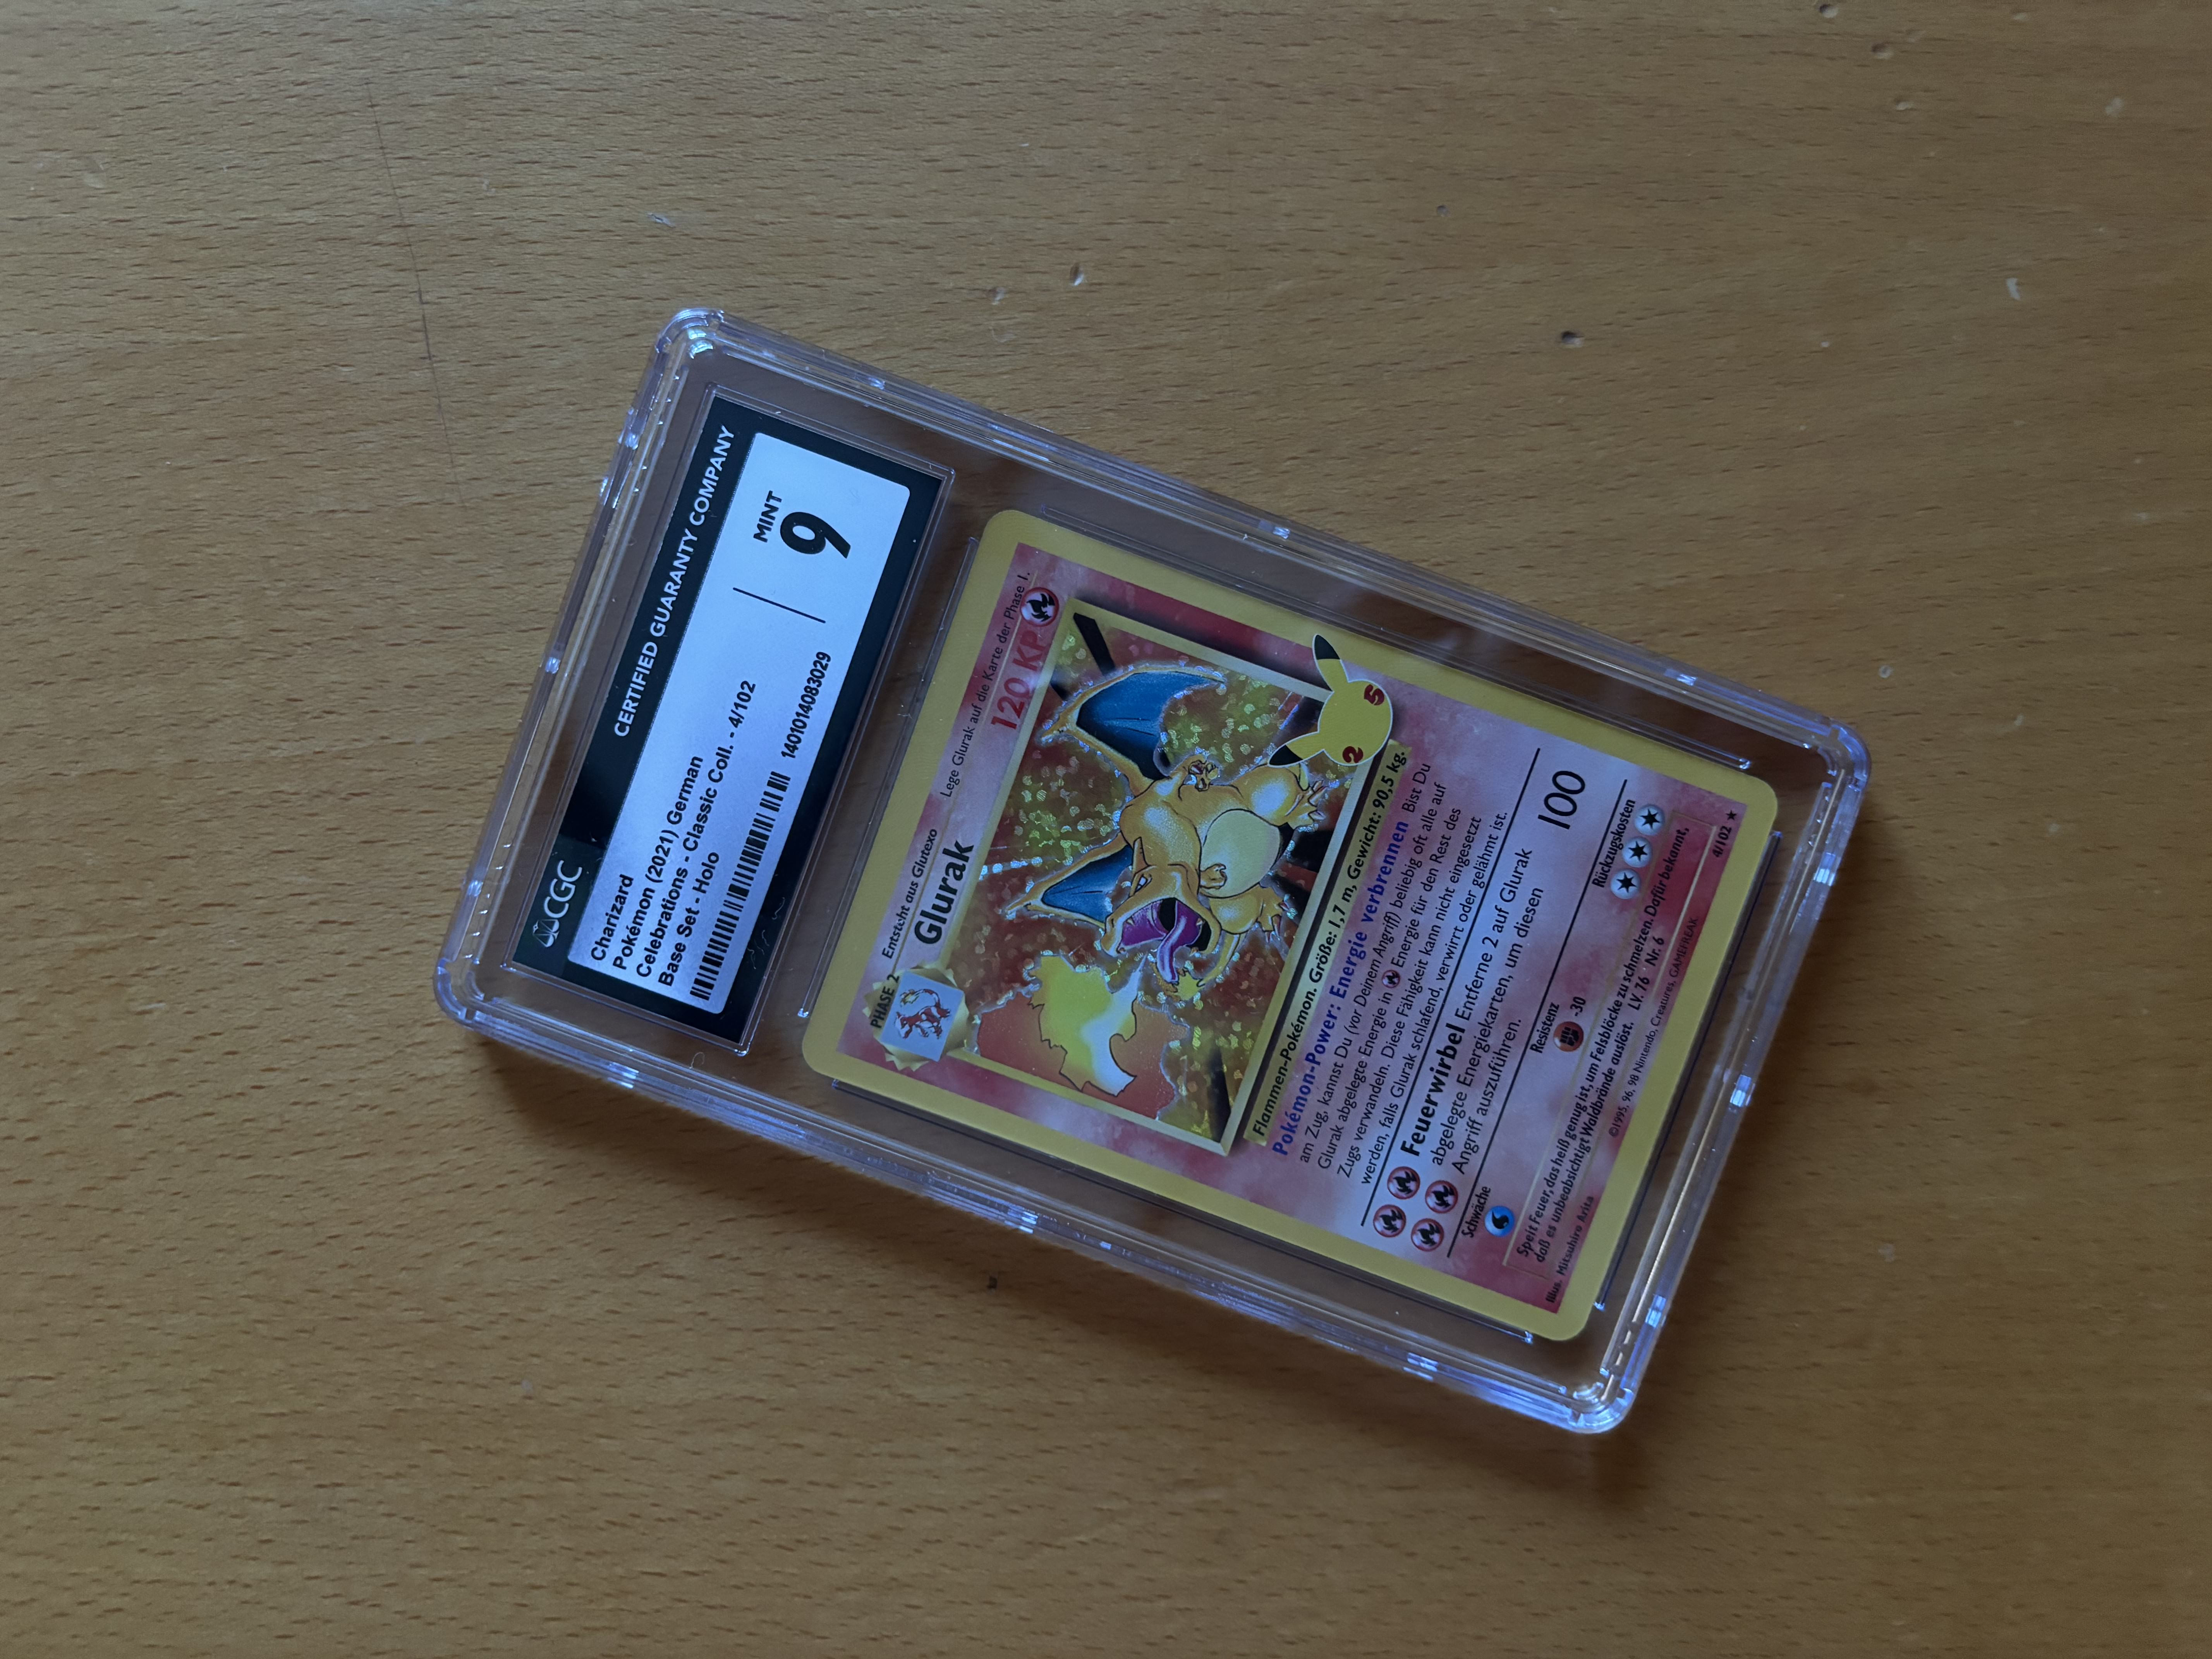 CGC
CERTIFIED GUARANTY COMPANY
Charizard
Pokémon (2021) German
Celebrations - Classic Coll. - 4/102
Base Set - Holo
1401014083029
MINT
9
PHASE 2
Entsteht aus Glutexo
Glurak
Lege Glurak auf die Karte der Phase 1.
120 KP
25
Flammen-Pokémon. Größe: 1,7 m, Gewicht: 90,5 kg.
Pokémon-Power: Energie verbrennen Bist Du
am Zug, kannst Du (vor Deinem Angriff) beliebig oft alle auf
Glurak abgelegte Energie in Energie für den Rest des
Zugs verwandeln. Diese Fähigkeit kann nicht eingesetzt
werden, falls Glurak schlafend, verwirrt oder gelähmt ist.
Feuerwirbel Entferne 2 auf Glurak
abgelegte Energiekarten, um diesen
Angriff auszuführen.
100
Schwäche
Resistenz
-30
Rückzugskosten
Speit Feuer, das heiß genug ist, um Felsblöcke zu schmelzen. Dafür bekannt,
daß es unbeabsichtigt Waldbrände auslöst. LV. 76 Nr. 6
Illus. Mitsuhiro Arita
©1995, 96, 98 Nintendo, Creatures, GAMEFREAK.
4/102 ★